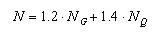 N = 1.2 · N_G + 1.4 · N_Q